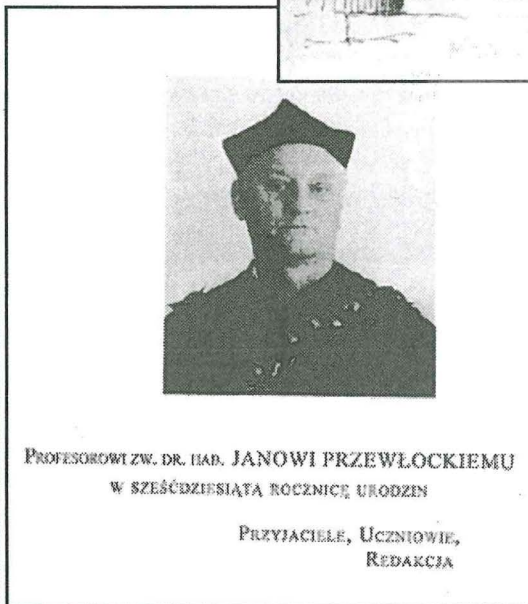 PROFESOROWI ZW. DR. HAB. JANOWI PRZEWŁOCKIEMU
W SZEŚĆDZIESIĄTĄ ROCZNICĘ URODZIN
PRZYJACIELE, UCZNIOWIE,
REDAKCJA